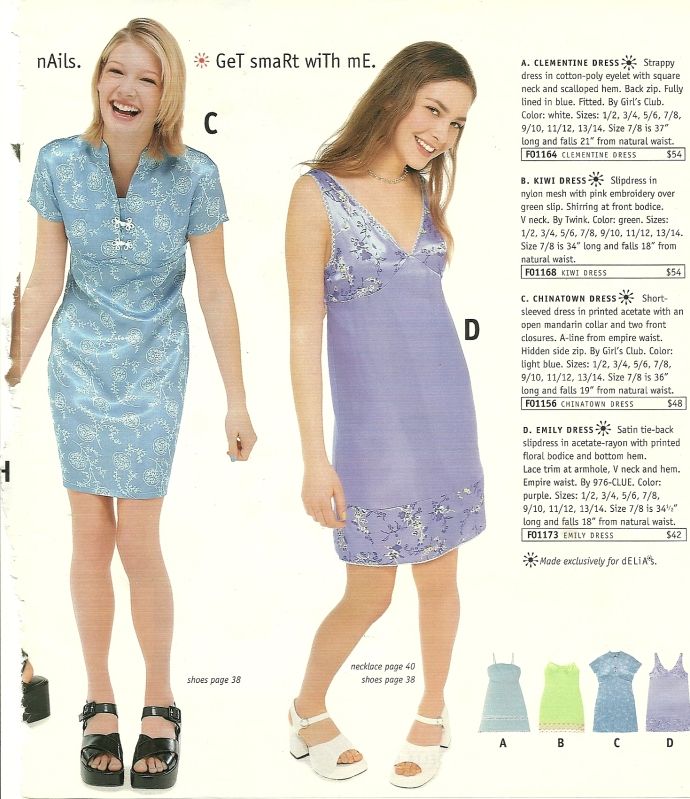 nAils.
GeT smaRt wiTh mE.
C
D
H
A. CLEMENTINE DRESS Strappy
dress in cotton-poly eyelet with square
neck and scalloped hem. Back zip. Fully
lined in blue. Fitted. By Girl's Club.
Color: white. Sizes: 1/2, 3/4, 5/6, 7/8,
9/10, 11/12, 13/14. Size 7/8 is 37"
long and falls 21" from natural waist.
F01164 CLEMENTINE DRESS $54
B. KIWI DRESS Slipdress in
nylon mesh with pink embroidery over
green slip. Shirring at front bodice.
V neck. By Twink. Color: green. Sizes:
1/2, 3/4, 5/6, 7/8, 9/10, 11/12, 13/14.
Size 7/8 is 34" long and falls 18" from
natural waist.
F01168 KIWI DRESS $54
C. CHINATOWN DRESS Short-
sleeved dress in printed acetate with an
open mandarin collar and two front
closures. A-line from empire waist.
Hidden side zip. By Girl's Club. Color:
light blue. Sizes: 1/2, 3/4, 5/6, 7/8,
9/10, 11/12, 13/14. Size 7/8 is 36"
long and falls 19" from natural waist.
F01156 CHINATOWN DRESS $48
D. EMILY DRESS Satin tie-back
slipdress in acetate-rayon with printed
floral bodice and bottom hem.
Lace trim at armhole, V neck and hem.
Empire waist. By 976-CLUE. Color:
purple. Sizes: 1/2, 3/4, 5/6, 7/8,
9/10, 11/12, 13/14. Size 7/8 is 34 1/2"
long and falls 18" from natural waist.
F01173 EMILY DRESS $42
Made exclusively for dELiA*s.
necklace page 40
shoes page 38
shoes page 38
A B C D